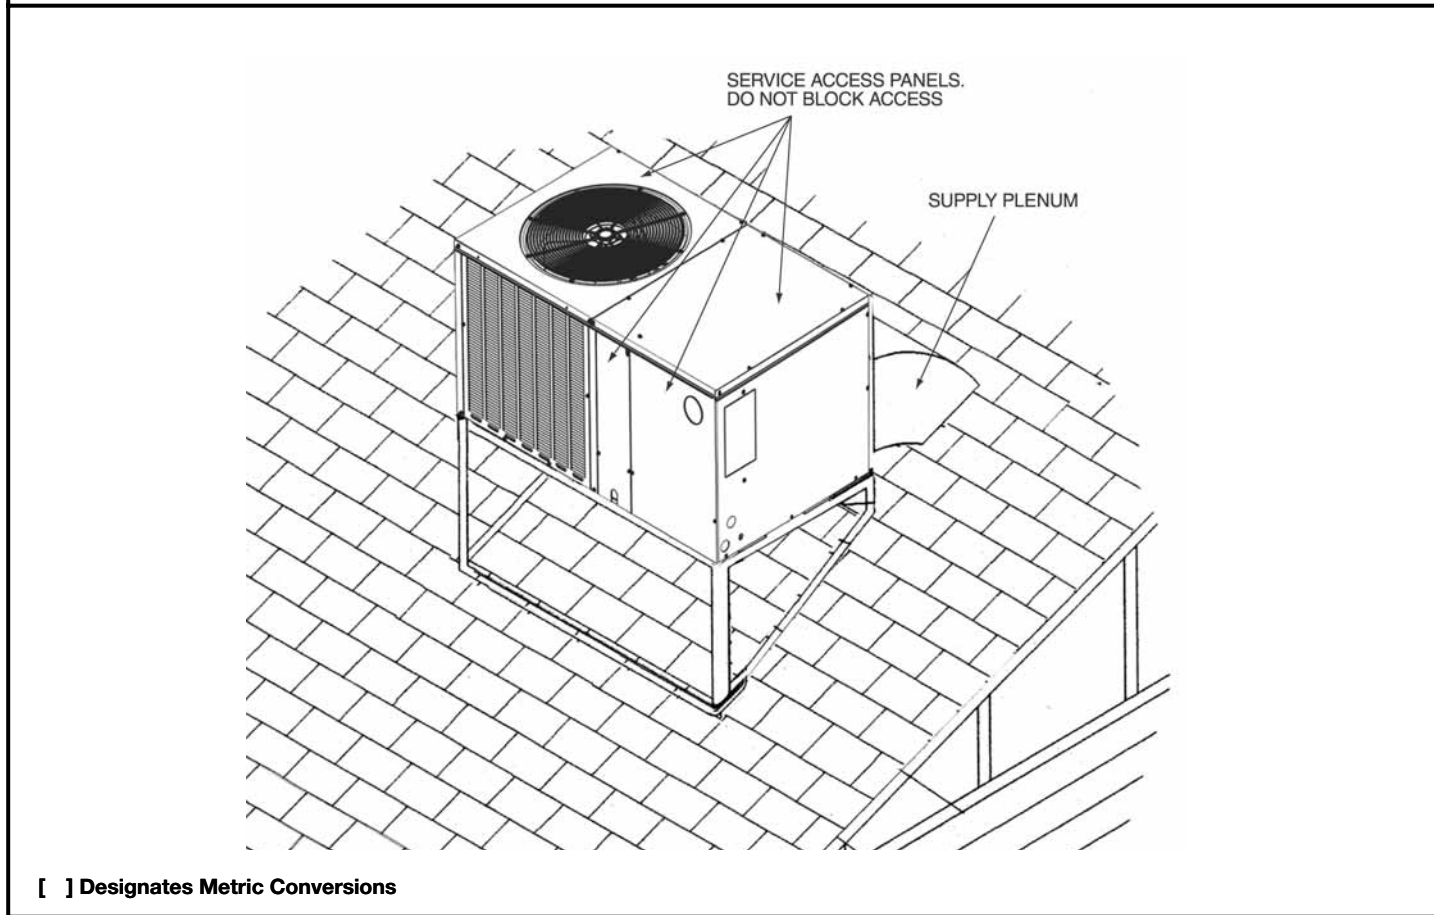 SERVICE ACCESS PANELS.
DO NOT BLOCK ACCESS
SUPPLY PLENUM
[   ] Designates Metric Conversions